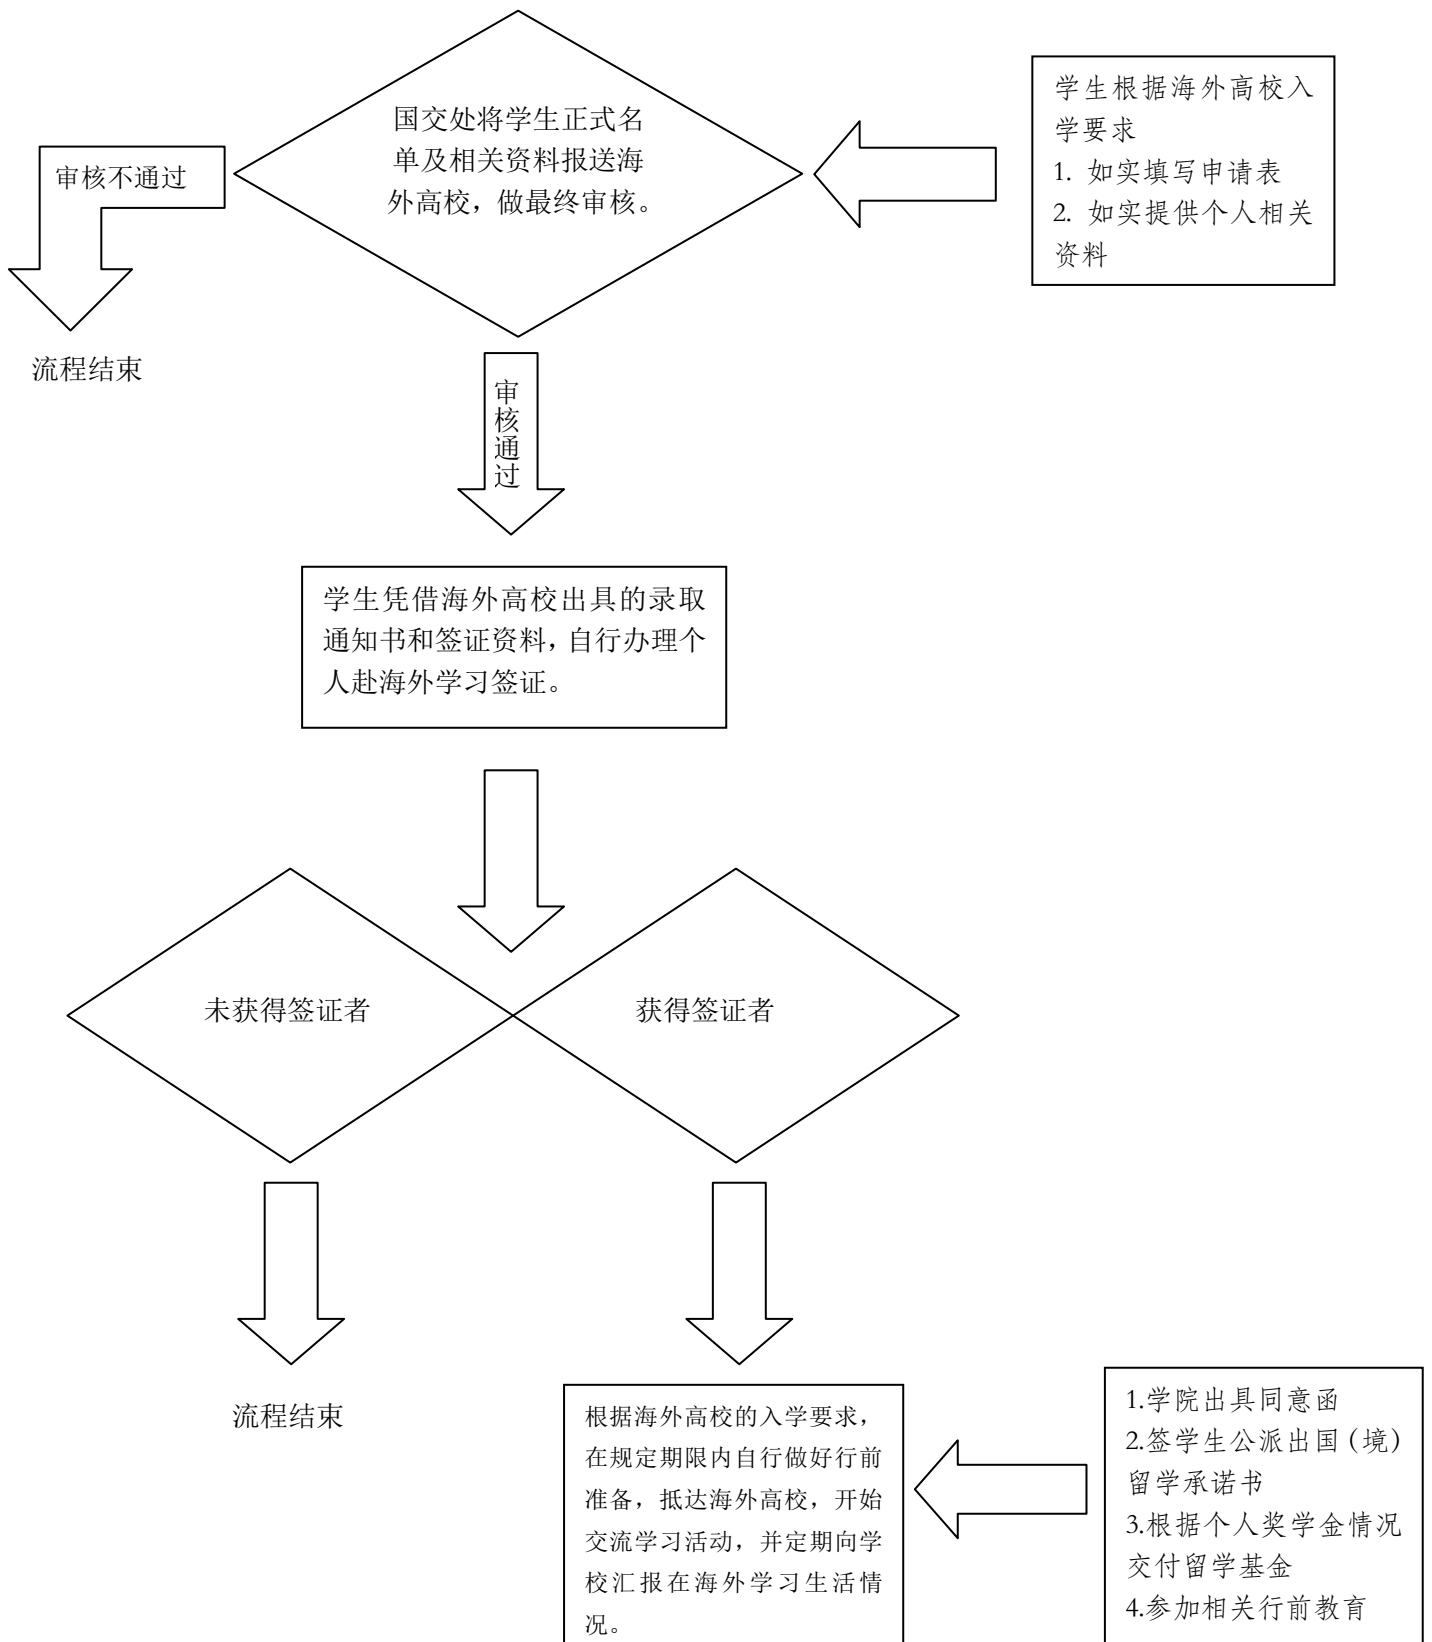 国交处将学生正式名
单及相关资料报送海
外高校，做最终审核。
学生根据海外高校入
学要求
1. 如实填写申请表
2. 如实提供个人相关
资料
审核不通过
流程结束
审核通过
学生凭借海外高校出具的录取
通知书和签证资料，自行办理个
人赴海外学习签证。
未获得签证者
获得签证者
流程结束
根据海外高校的入学要求，
在规定期限内自行做好行前
准备，抵达海外高校，开始
交流学习活动，并定期向学
校汇报在海外学习生活情
况。
1.学院出具同意函
2.签学生公派出国（境）
留学承诺书
3.根据个人奖学金情况
交付留学基金
4.参加相关行前教育